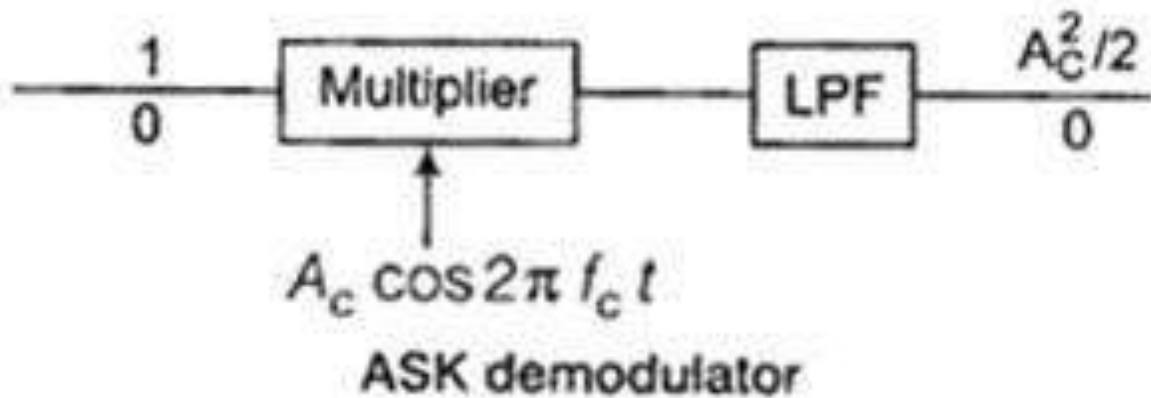 1
0
Multiplier
LPF
A_C^2/2
0
A_c cos 2π f_c t
ASK demodulator